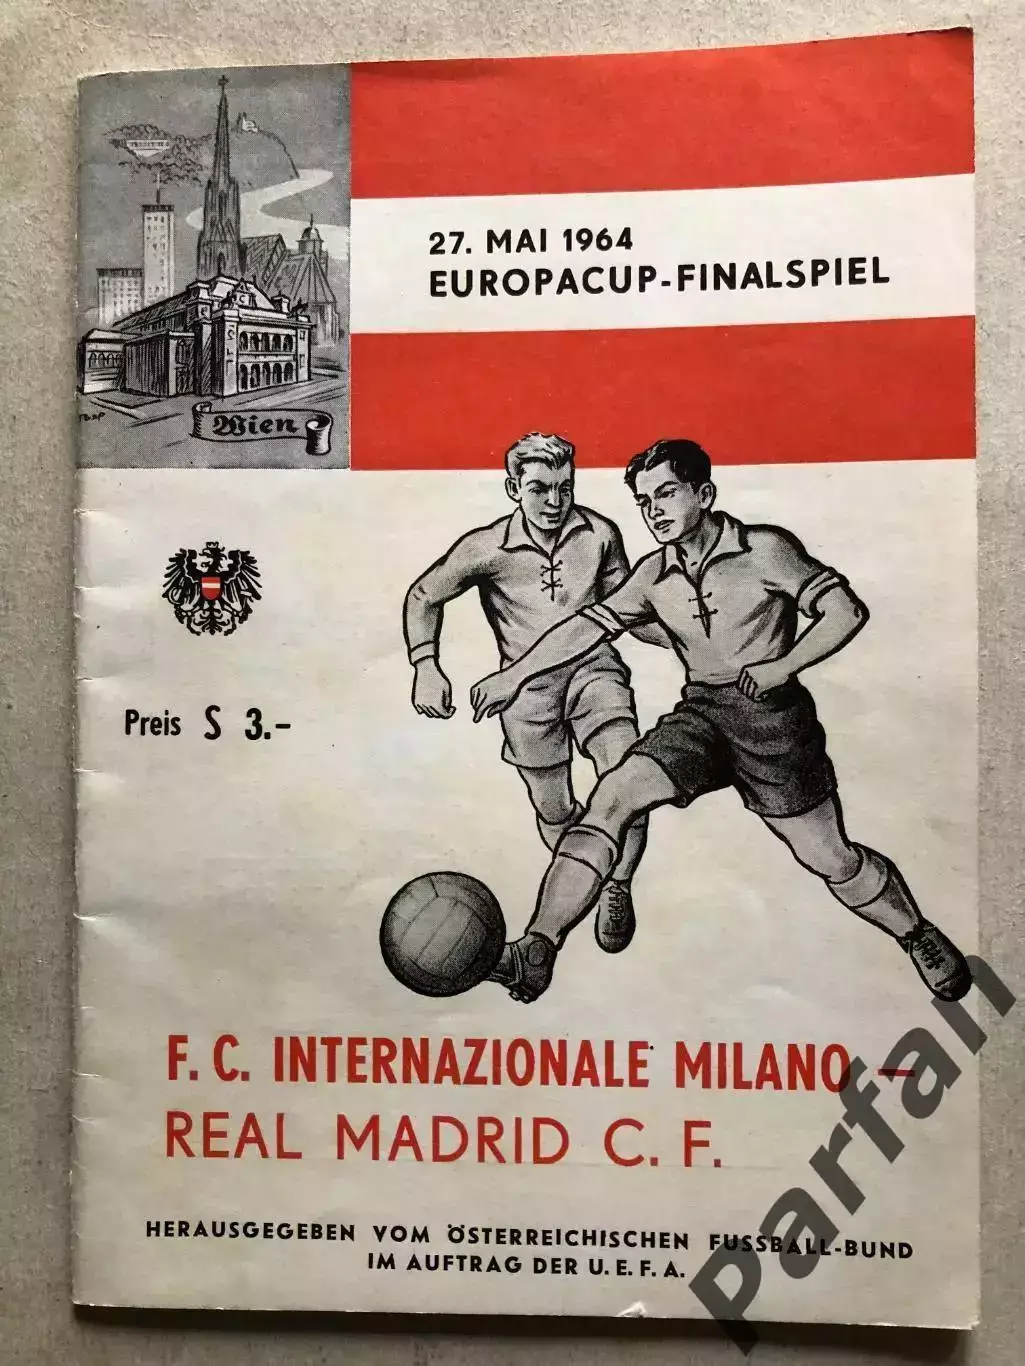 27. MAI 1964
EUROPACUP-FINALSPIEL
Wien
Preis S 3.-
F. C. INTERNAZIONALE MILANO —
REAL MADRID C. F.
HERAUSGEGEBEN VOM ÖSTERREICHISCHEN FUSSBALL-BUND
IM AUFTRAG DER U. E. F. A.
Parfan